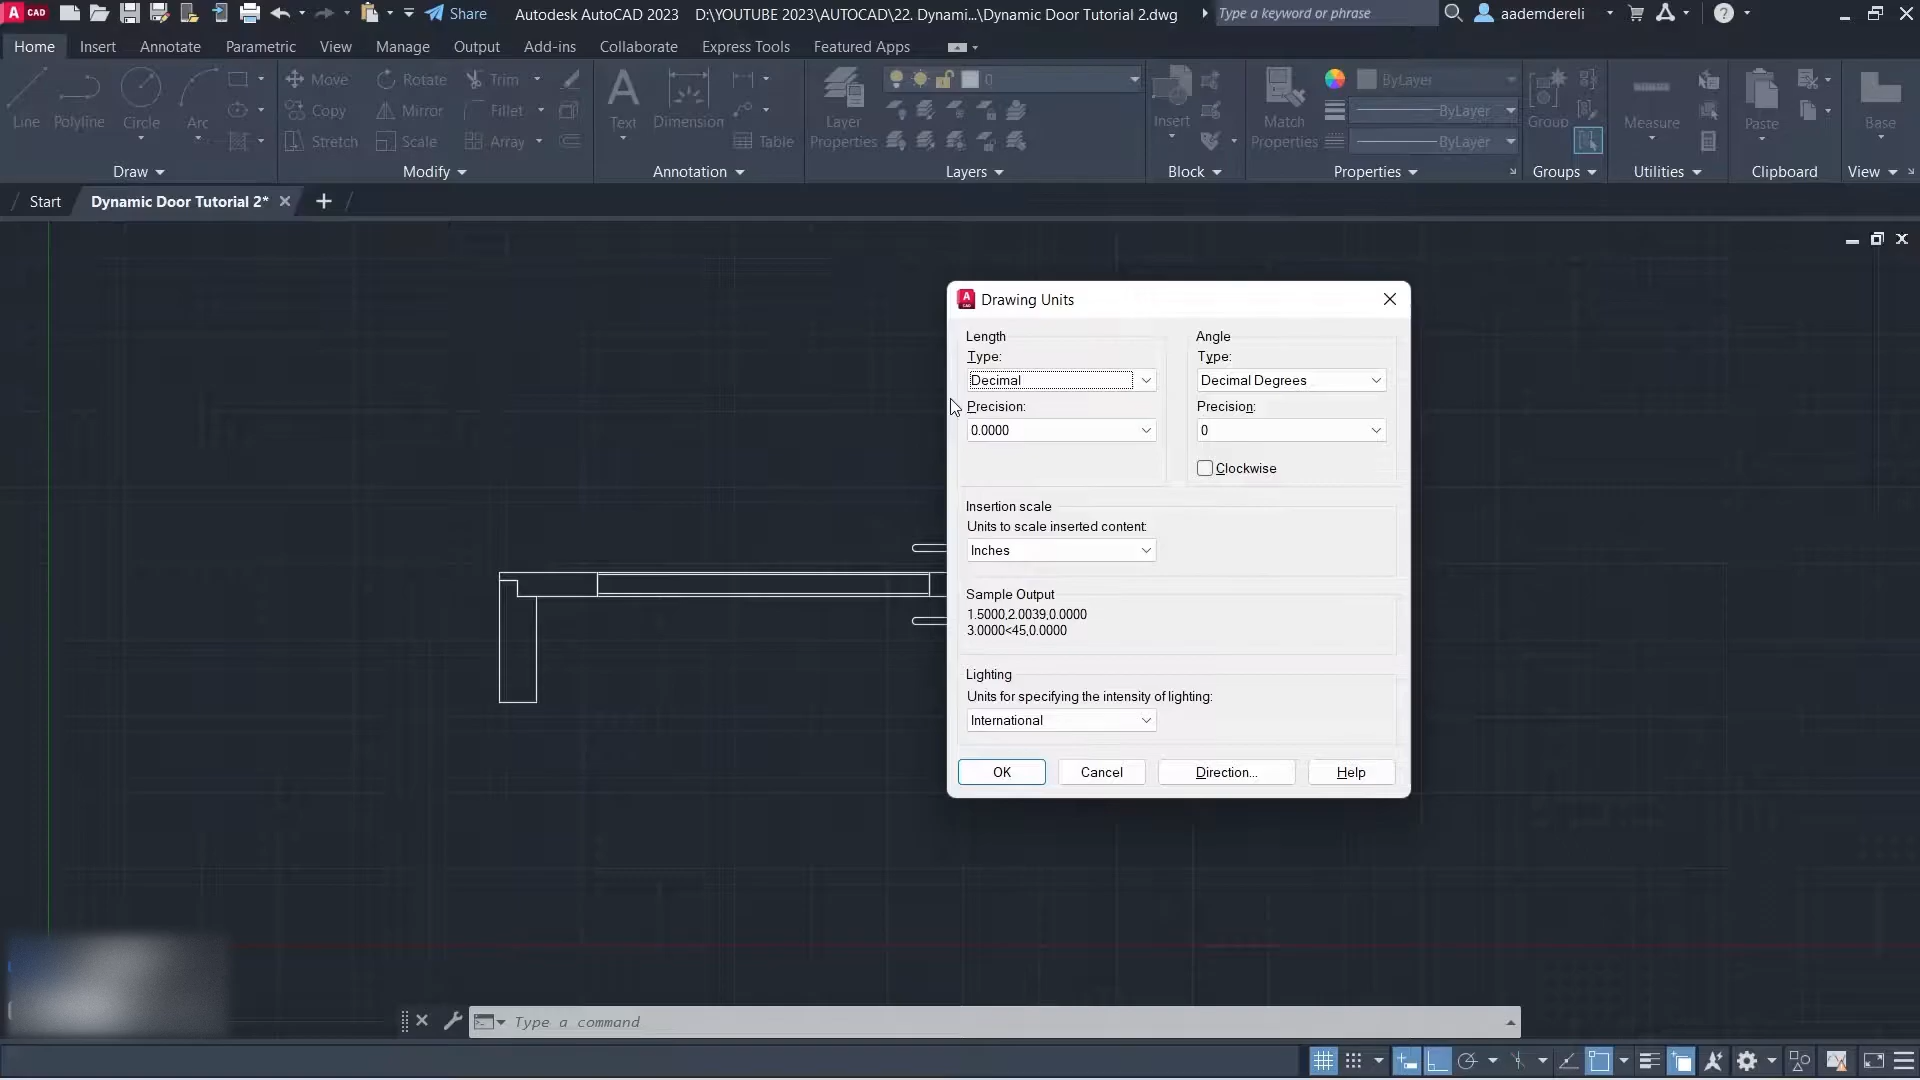 CAD
Share
Autodesk AutoCAD 2023
D:\YOUTUBE 2023\AUTOCAD\22. Dynami...\Dynamic Door Tutorial 2.dwg
Type a keyword or phrase
aademdereli
Home Insert Annotate Parametric View Manage Output Add-ins Collaborate Express Tools Featured Apps
Line Polyline Circle Arc
Draw
Move Rotate Trim
Copy Mirror Fillet
Stretch Scale Array
Modify
Text Dimension
Table
Annotation
Layer
Properties
0
Layers
Insert
Block
Match
Properties
ByLayer
ByLayer
ByLayer
Properties
Group
Groups
Measure
Utilities
Paste
Clipboard
Base
View
Start
Dynamic Door Tutorial 2*
Drawing Units
Length
Type:
Decimal
Precision:
0.0000
Angle
Type:
Decimal Degrees
Precision:
0
Clockwise
Insertion scale
Units to scale inserted content:
Inches
Sample Output
1.5000,2.0039,0.0000
3.0000<45,0.0000
Lighting
Units for specifying the intensity of lighting:
International
OK
Cancel
Direction...
Help
Type a command